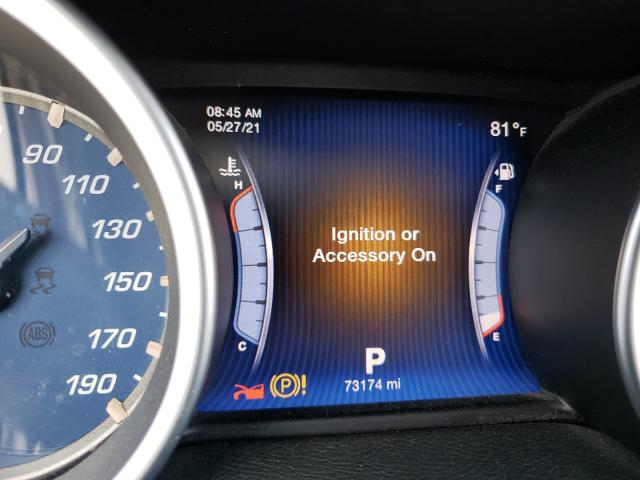 08:45 AM
05/27/21
81°F
90
110
130
150
170
190
ABS
H
C
F
E
Ignition or
Accessory On
P
73174 mi
(P)!